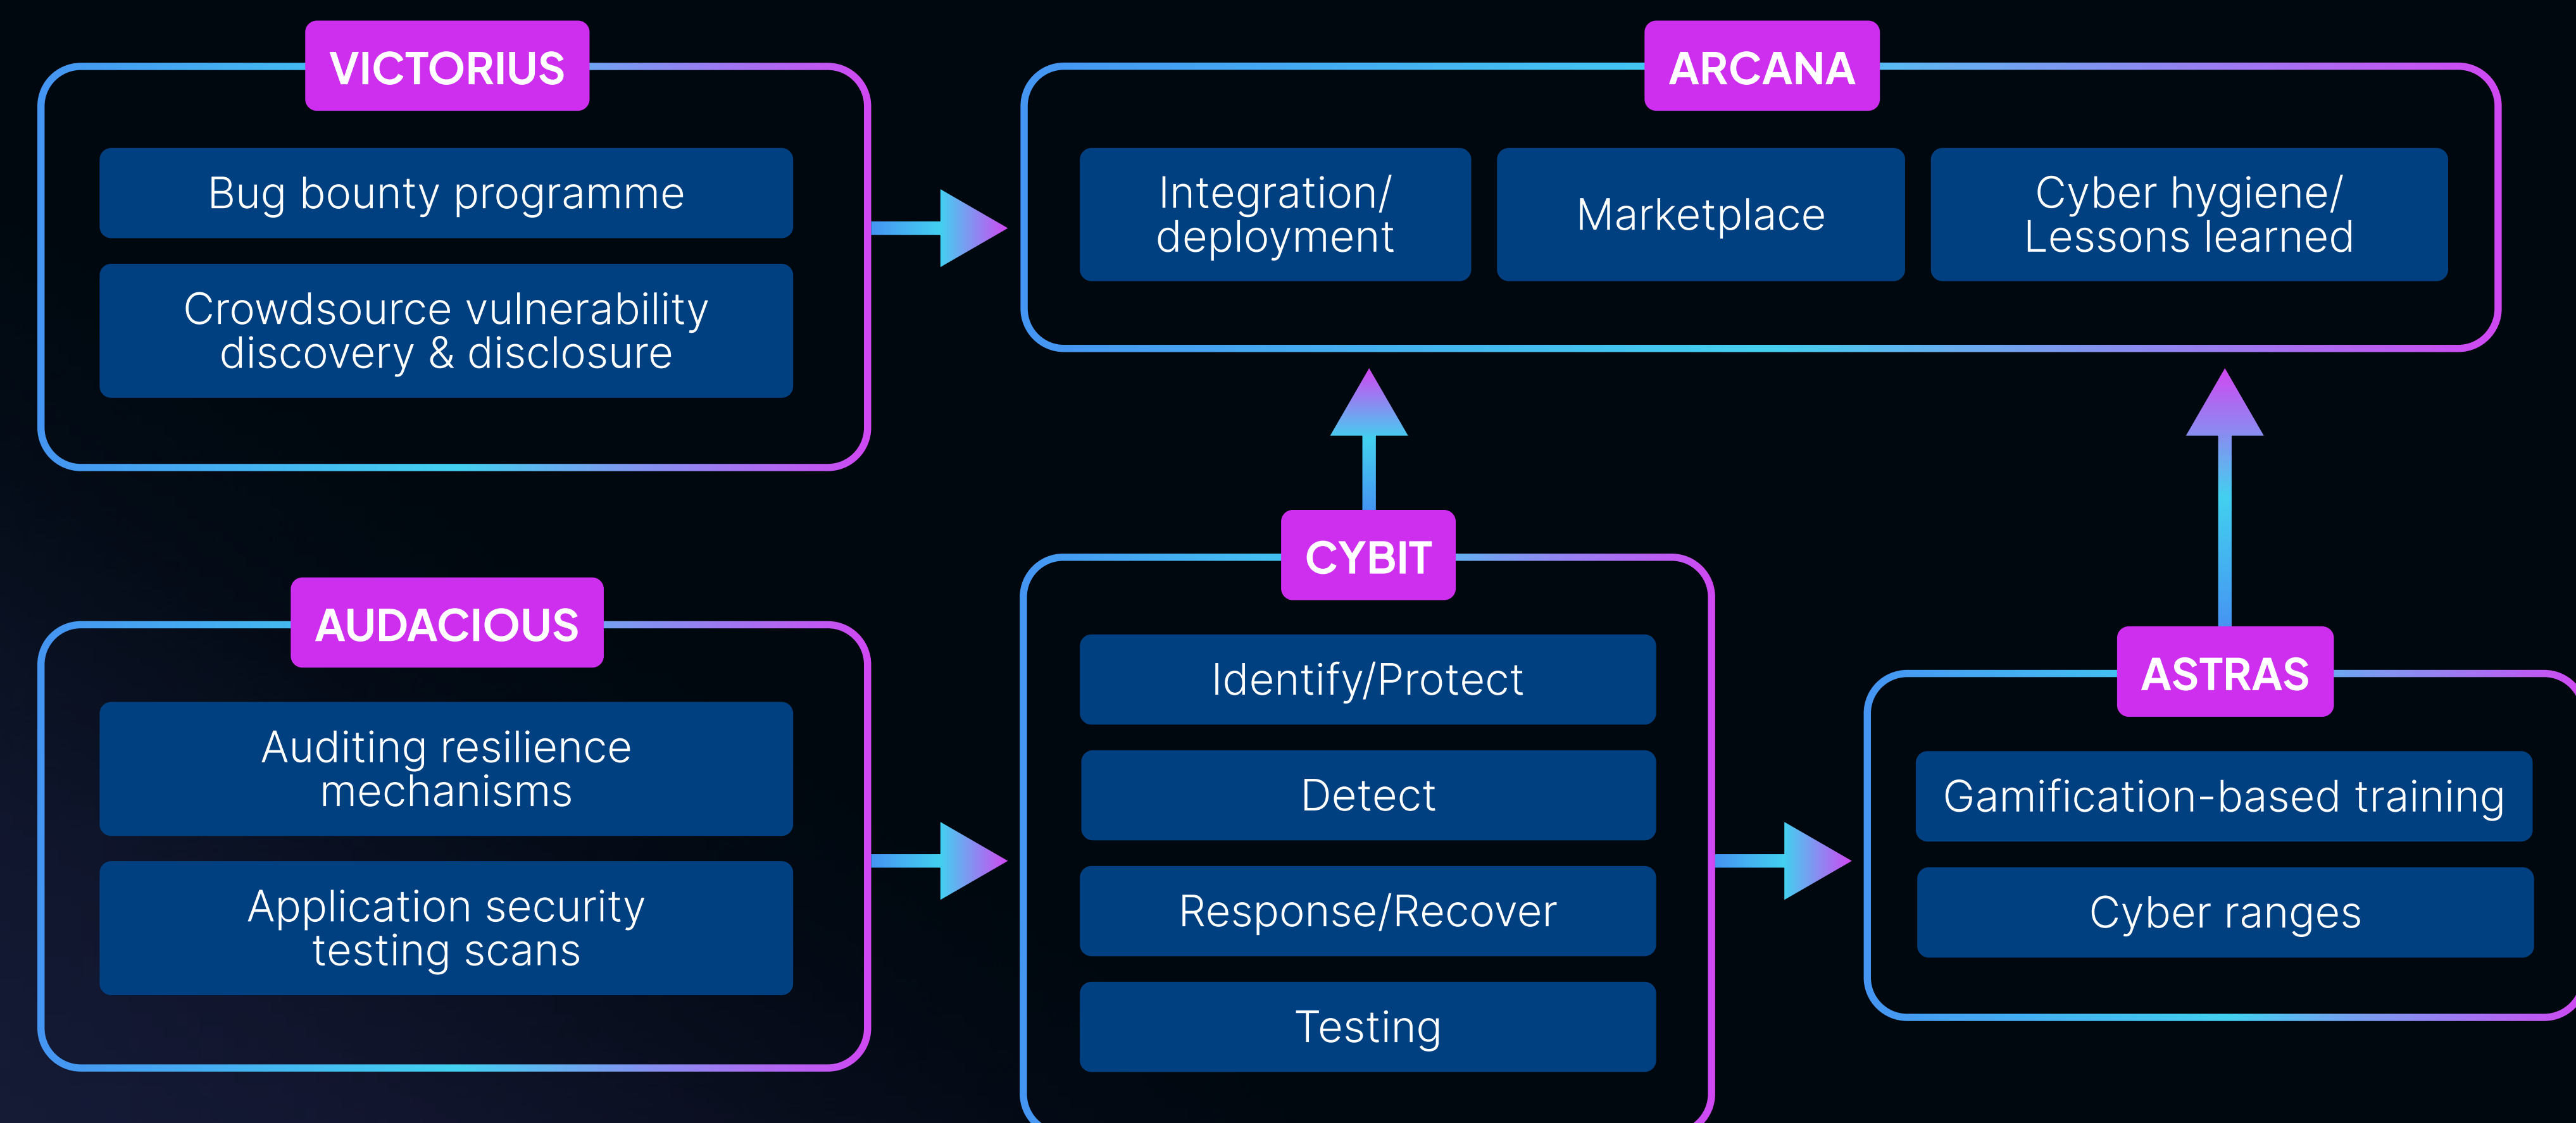 VICTORIUS
Bug bounty programme
Crowdsource vulnerability
discovery & disclosure
ARCANA
Integration/
deployment
Marketplace
Cyber hygiene/
Lessons learned
AUDACIOUS
Auditing resilience
mechanisms
Application security
testing scans
CYBIT
Identify/Protect
Detect
Response/Recover
Testing
ASTRAS
Gamification-based training
Cyber ranges